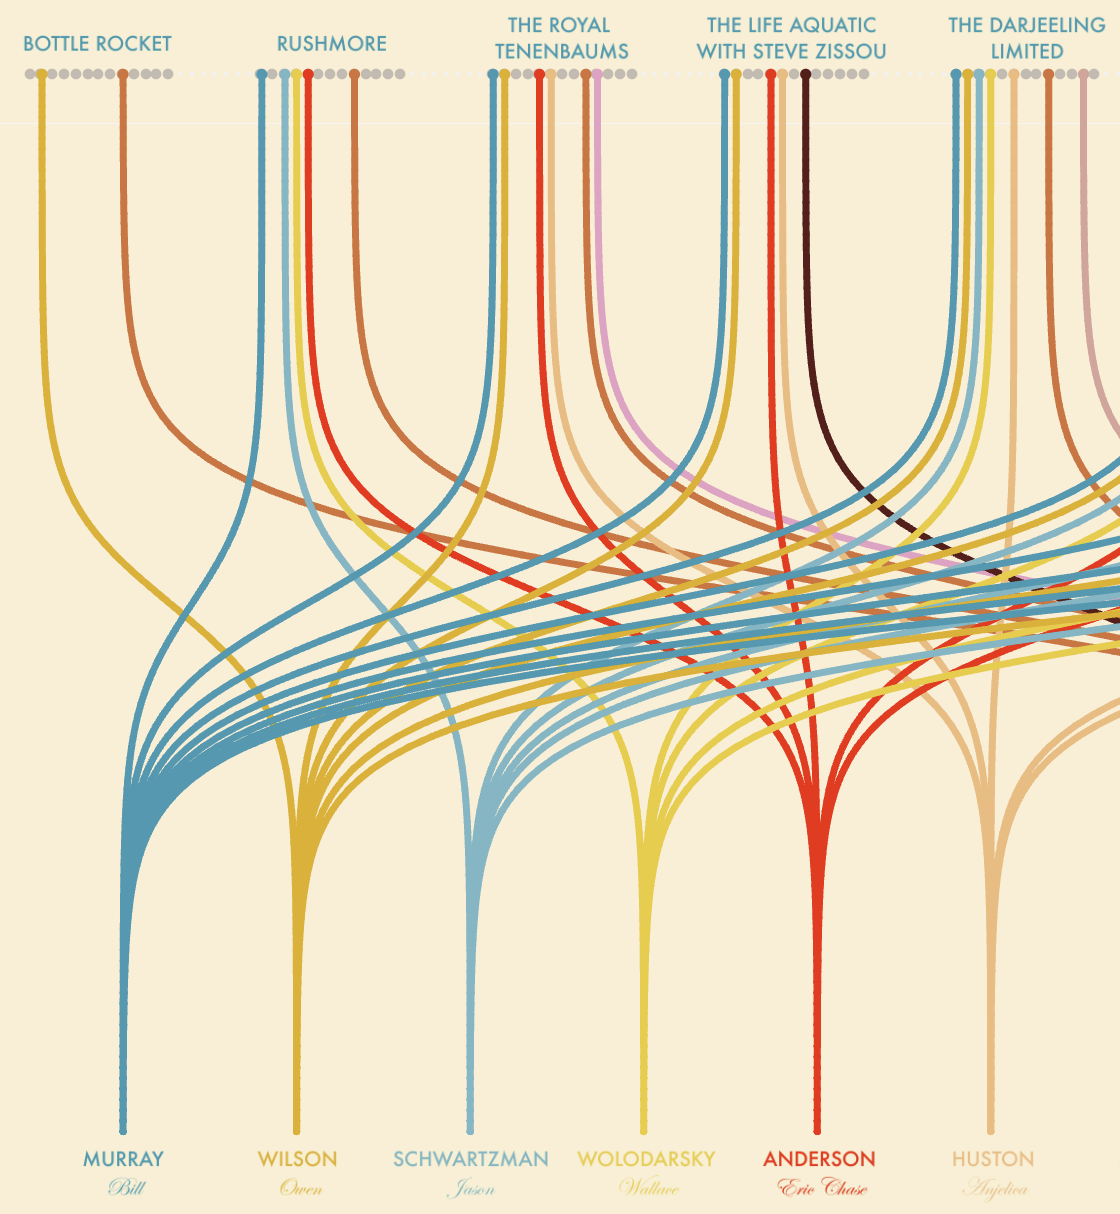 BOTTLE ROCKET
RUSHMORE
THE ROYAL
TENENBAUMS
THE LIFE AQUATIC
WITH STEVE ZISSOU
THE DARJEELING
LIMITED
MURRAY
Bill
WILSON
Owen
SCHWARTZMAN
Jason
WOLODARSKY
Wallace
ANDERSON
Eric Chase
HUSTON
Anjelica